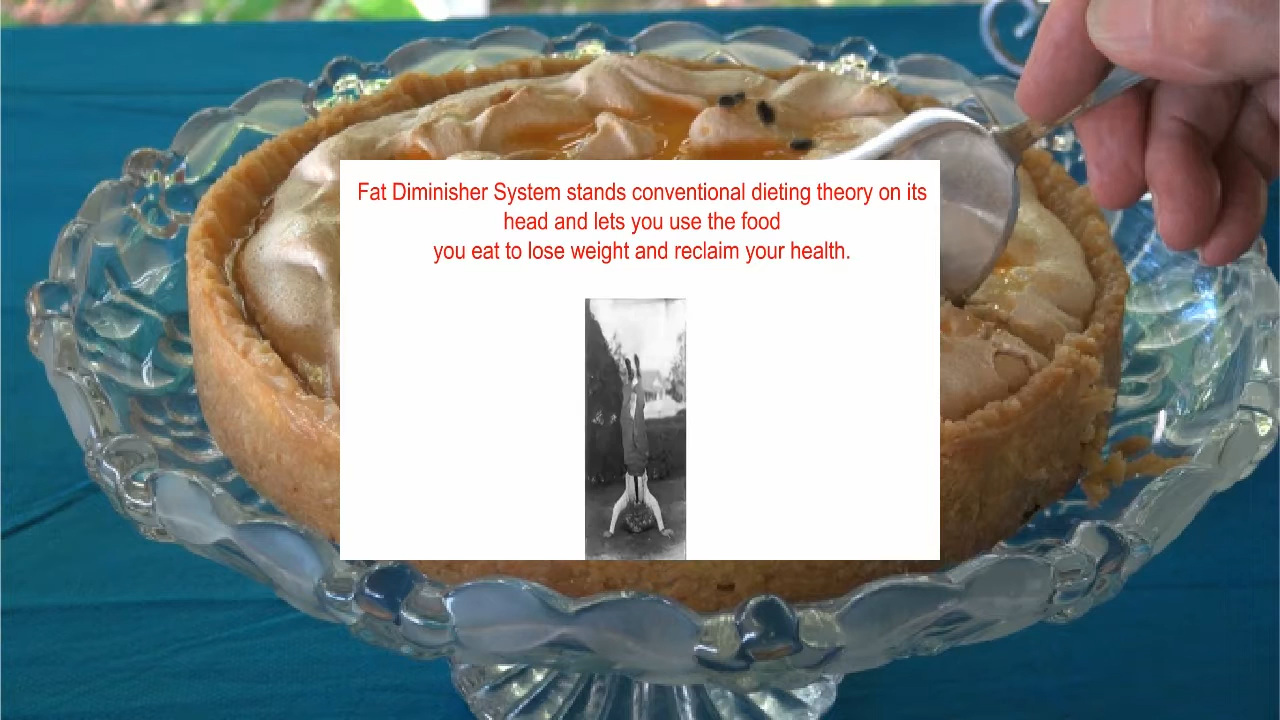 Fat Diminisher System stands conventional dieting theory on its
head and lets you use the food
you eat to lose weight and reclaim your health.